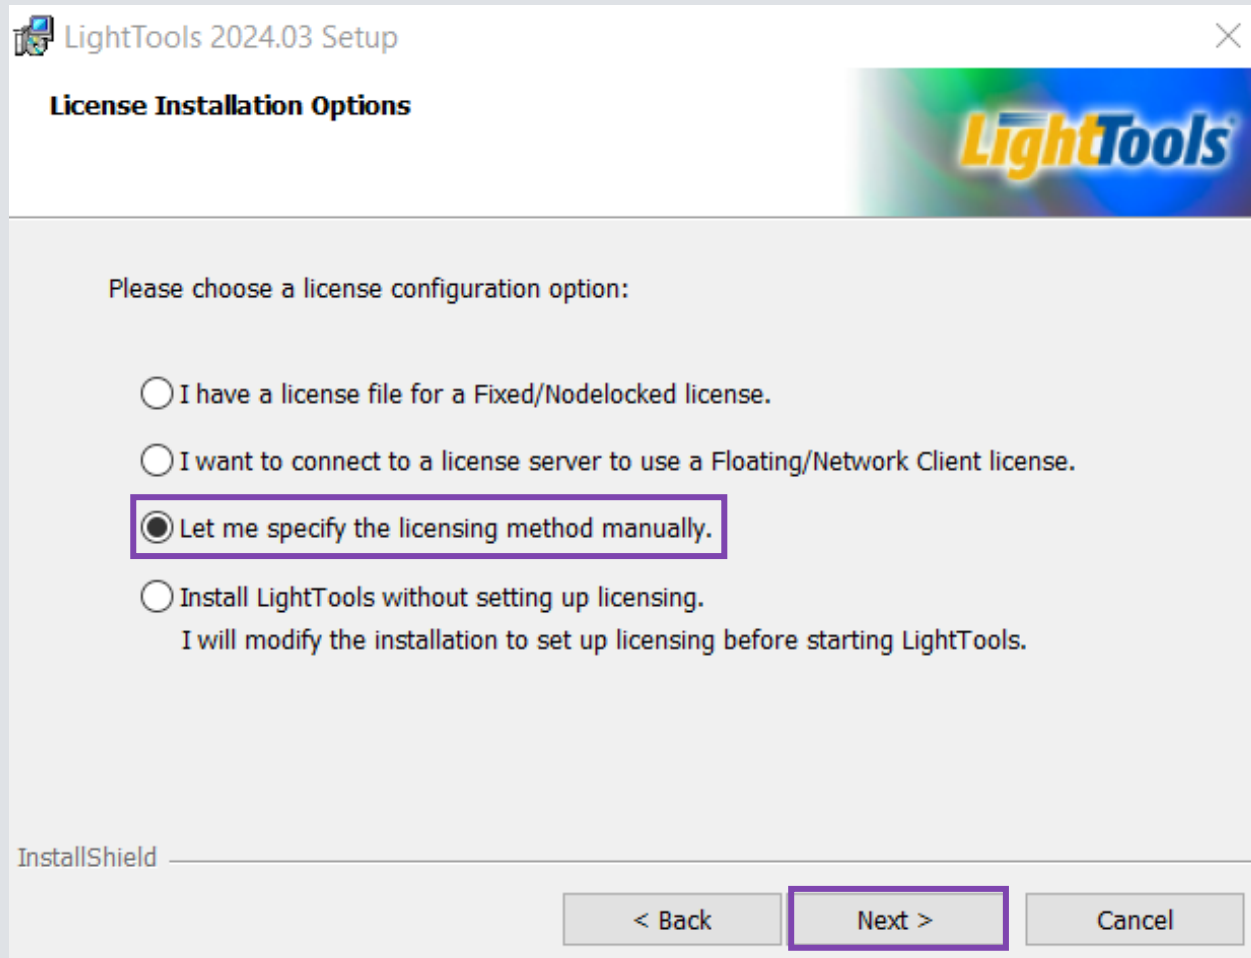 LightTools 2024.03 Setup
License Installation Options
LightTools
Please choose a license configuration option:
I have a license file for a Fixed/Nodelocked license.
I want to connect to a license server to use a Floating/Network Client license.
Let me specify the licensing method manually.
Install LightTools without setting up licensing.
I will modify the installation to set up licensing before starting LightTools.
InstallShield
< Back Next > Cancel